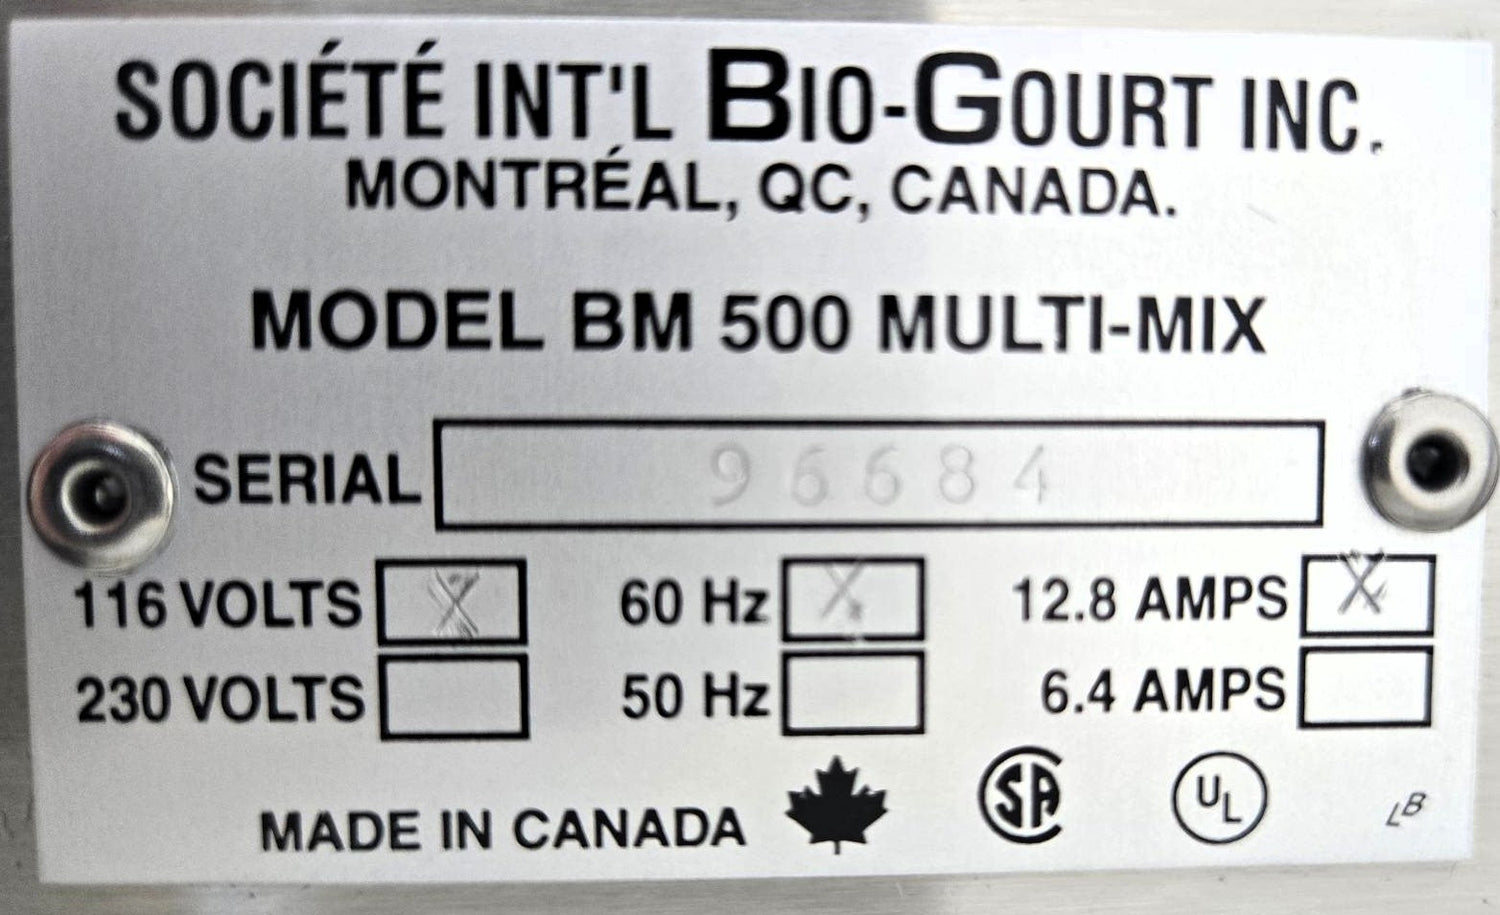 SOCIÉTÉ INT'L BIO-GOURT INC.
MONTRÉAL, QC, CANADA.
MODEL BM 500 MULTI-MIX
SERIAL 96684
116 VOLTS X 60 Hz X 12.8 AMPS X
230 VOLTS 50 Hz 6.4 AMPS
MADE IN CANADA SA UL LB